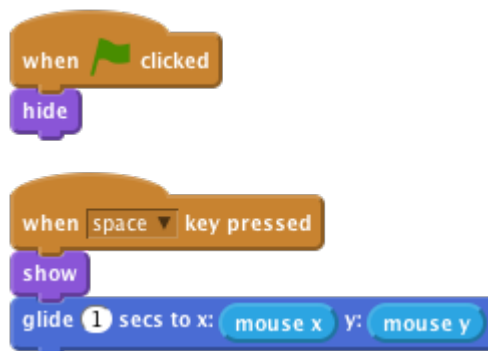 when clicked
hide
when space key pressed
show
glide 1 secs to x: mouse x y: mouse y